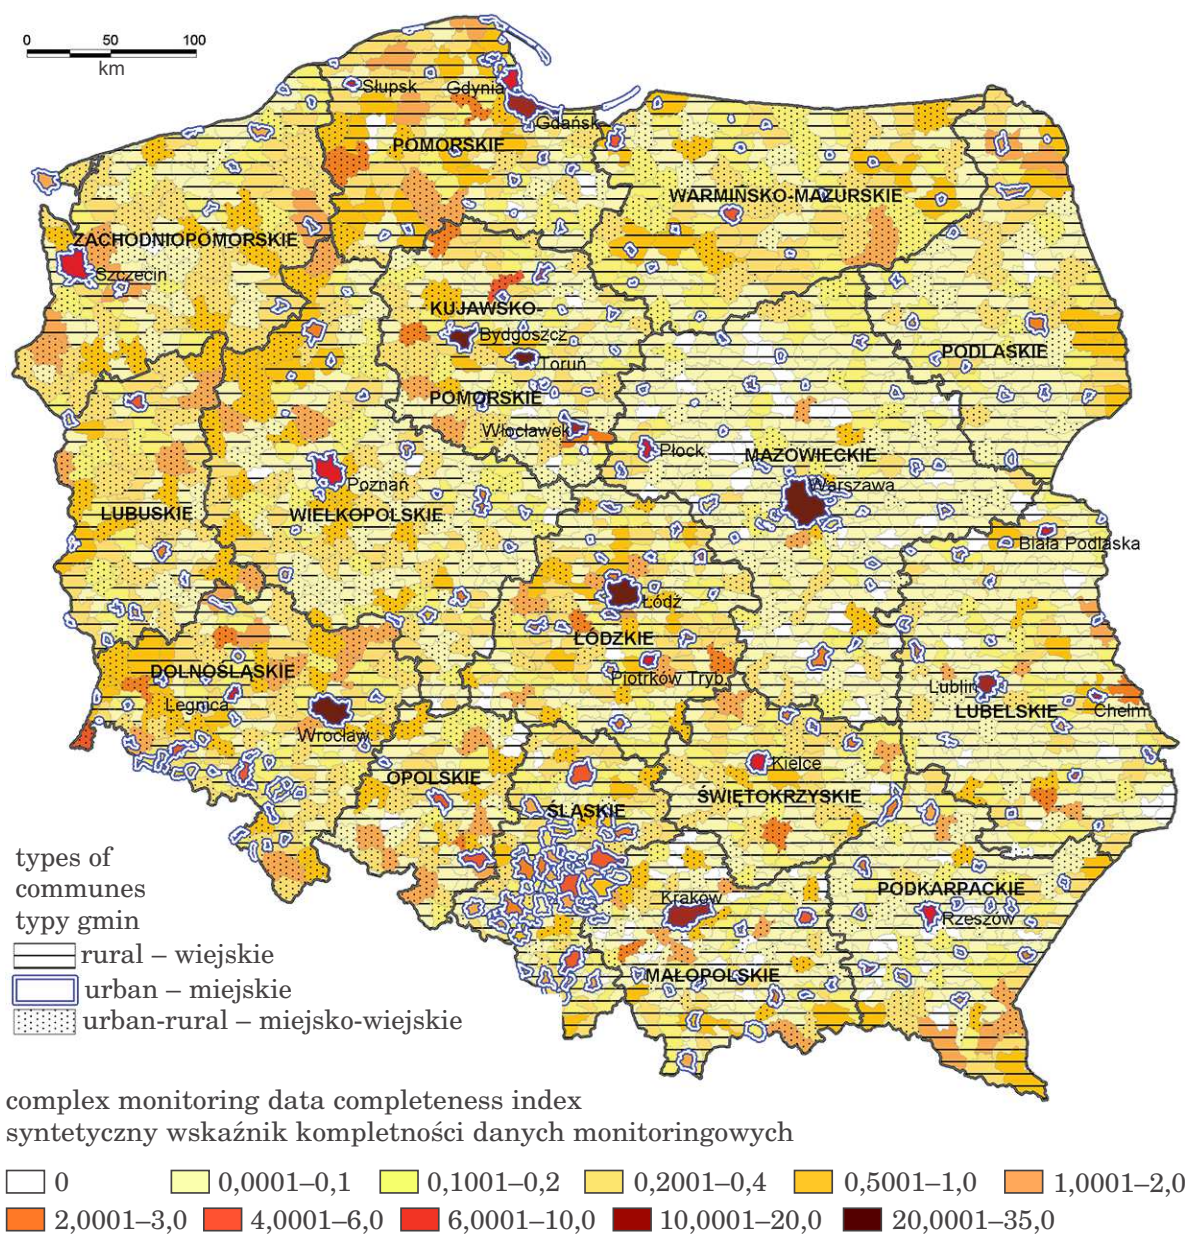 0 50 100
km
Słupsk
Gdynia
Gdańsk
POMORSKIE
WARMIŃSKO-MAZURSKIE
ZACHODNIOPOMORSKIE
Szczecin
KUJAWSKO-
Bydgoszcz
Toruń
PODLASKIE
POMORSKIE
Włocławek
Płock
MAZOWIECKIE
Warszawa
Poznań
LUBUSKIE
WIELKOPOLSKIE
Biała Podlaska
Łódź
ŁÓDZKIE
DOLNOŚLĄSKIE
Piotrków Tryb.
Lublin
Legnica
LUBELSKIE
Chełm
Wrocław
Kielce
OPOLSKIE
ŚWIĘTOKRZYSKIE
ŚLĄSKIE
PODKARPACKIE
Kraków
Rzeszów
MAŁOPOLSKIE
types of
communes
typy gmin
rural – wiejskie
urban – miejskie
urban-rural – miejsko-wiejskie
complex monitoring data completeness index
syntetyczny wskaźnik kompletności danych monitoringowych
0 0,0001–0,1 0,1001–0,2 0,2001–0,4 0,5001–1,0 1,0001–2,0
2,0001–3,0 4,0001–6,0 6,0001–10,0 10,0001–20,0 20,0001–35,0